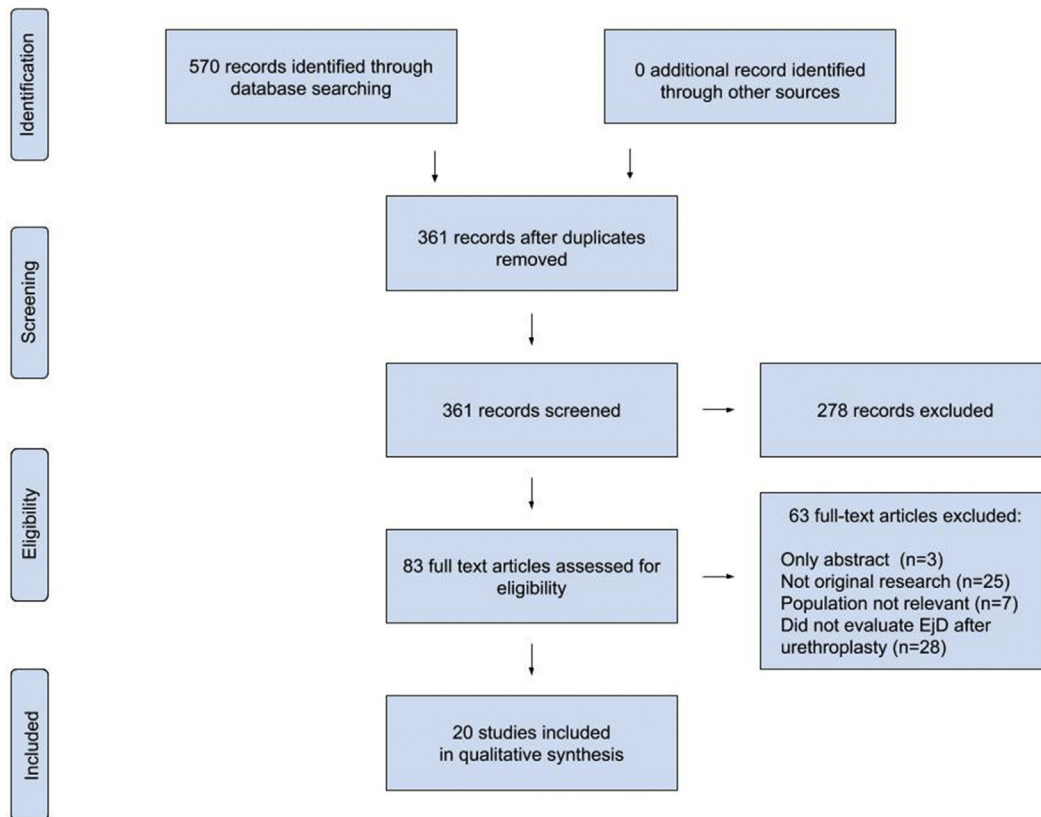 Identification
570 records identified through
database searching
0 additional record identified
through other sources
Screening
361 records after duplicates
removed
361 records screened
278 records excluded
Eligibility
83 full text articles assessed for
eligibility
63 full-text articles excluded:
Only abstract (n=3)
Not original research (n=25)
Population not relevant (n=7)
Did not evaluate EjD after
urethroplasty (n=28)
Included
20 studies included
in qualitative synthesis